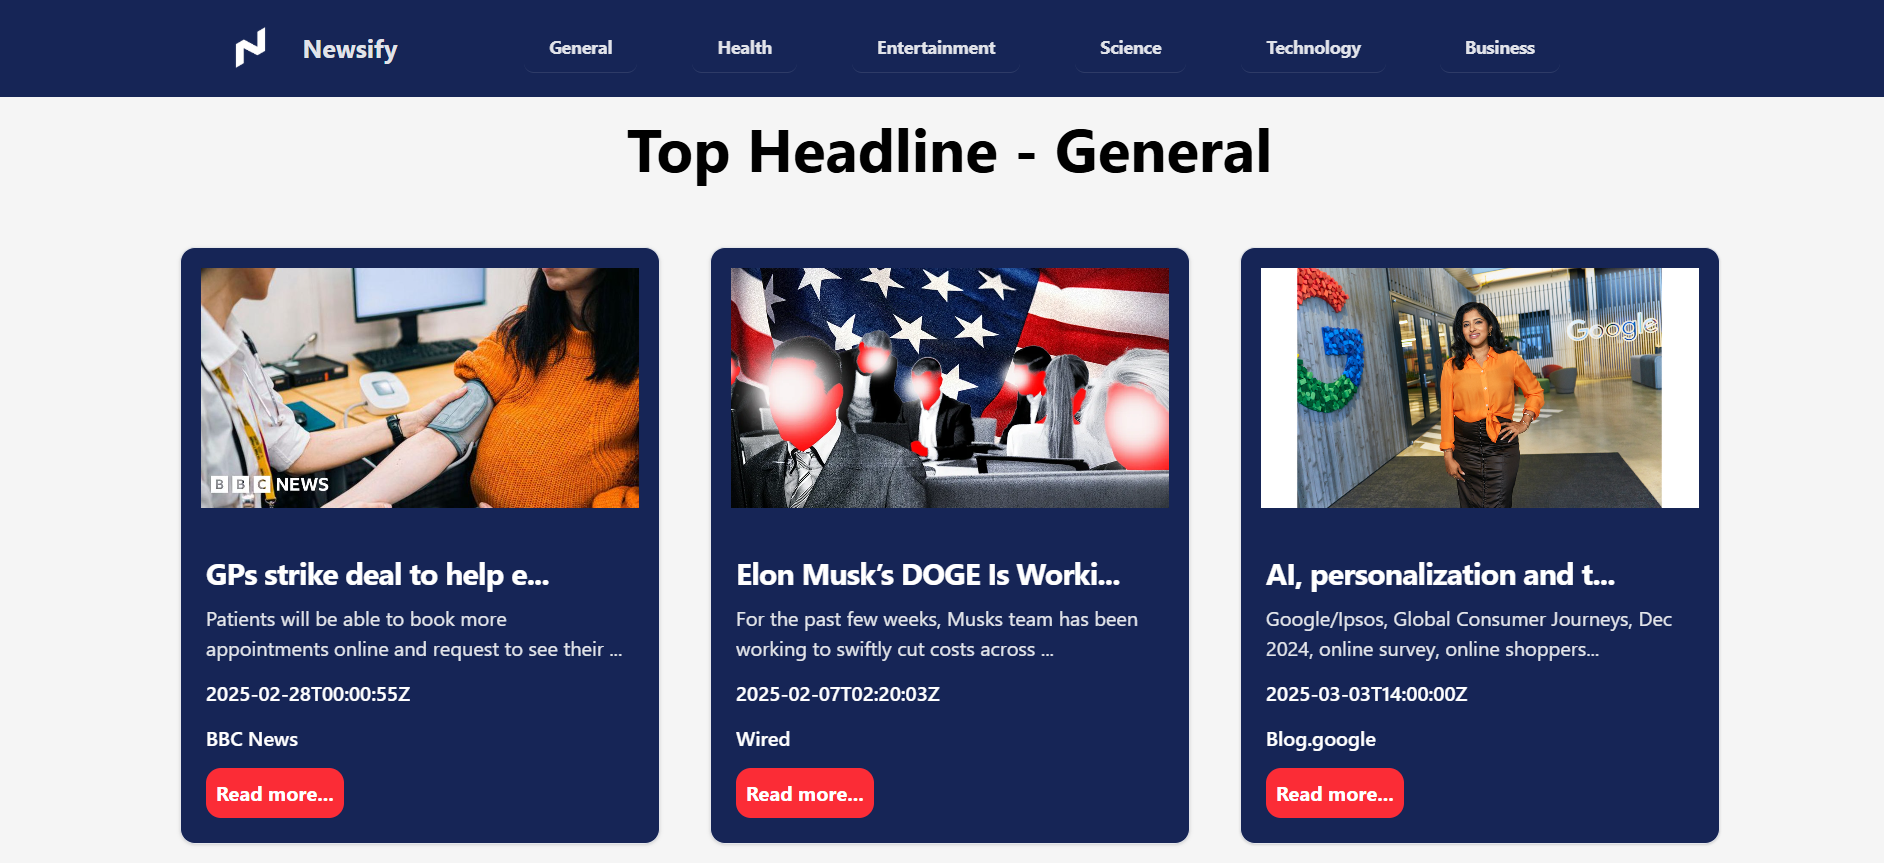 Newsify
General
Health
Entertainment
Science
Technology
Business
Top Headline - General
BBC NEWS
GPs strike deal to help e...
Patients will be able to book more
appointments online and request to see their ...
2025-02-28T00:00:55Z
BBC News
Read more...
Elon Musk’s DOGE Is Worki...
For the past few weeks, Musks team has been
working to swiftly cut costs across ...
2025-02-07T02:20:03Z
Wired
Read more...
Google
AI, personalization and t...
Google/Ipsos, Global Consumer Journeys, Dec
2024, online survey, online shoppers...
2025-03-03T14:00:00Z
Blog.google
Read more...